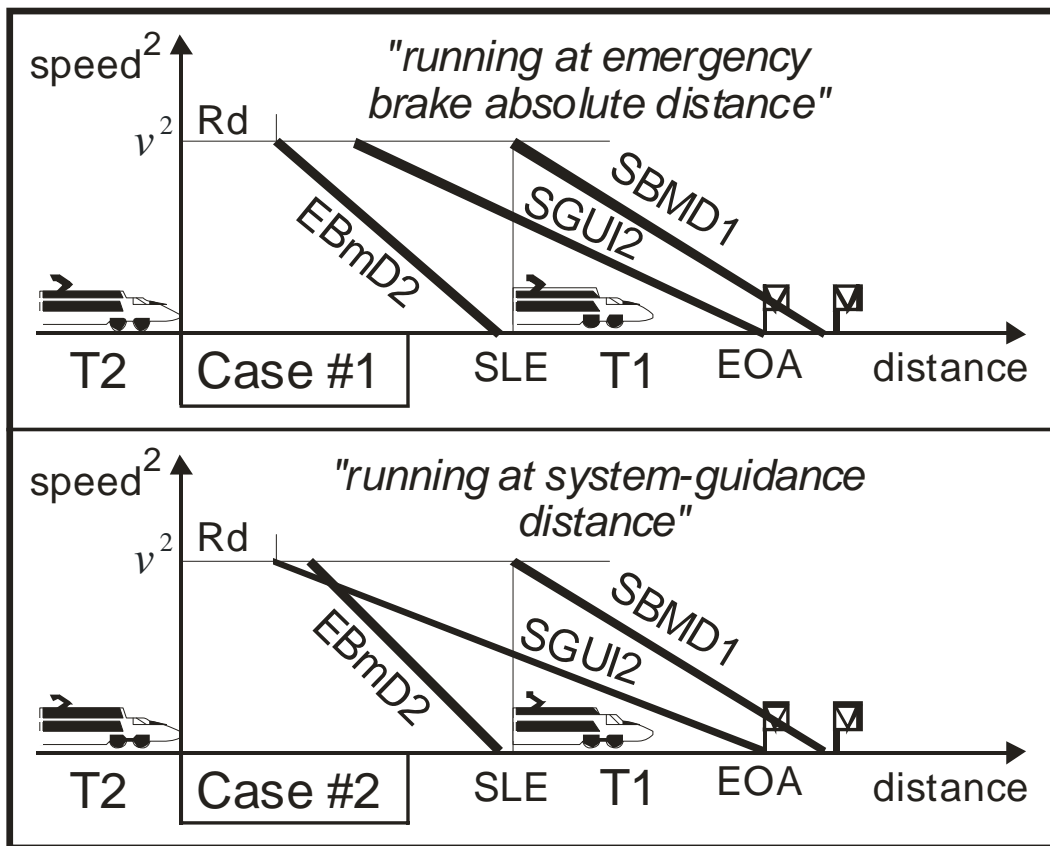 speed²
"running at emergency
brake absolute distance"
Rd
v²
EBmD2
SGUI2
SBMD1
T2
Case #1
SLE
T1
EOA
distance
speed²
"running at system-guidance
distance"
Rd
v²
EBmD2
SGUI2
SBMD1
T2
Case #2
SLE
T1
EOA
distance